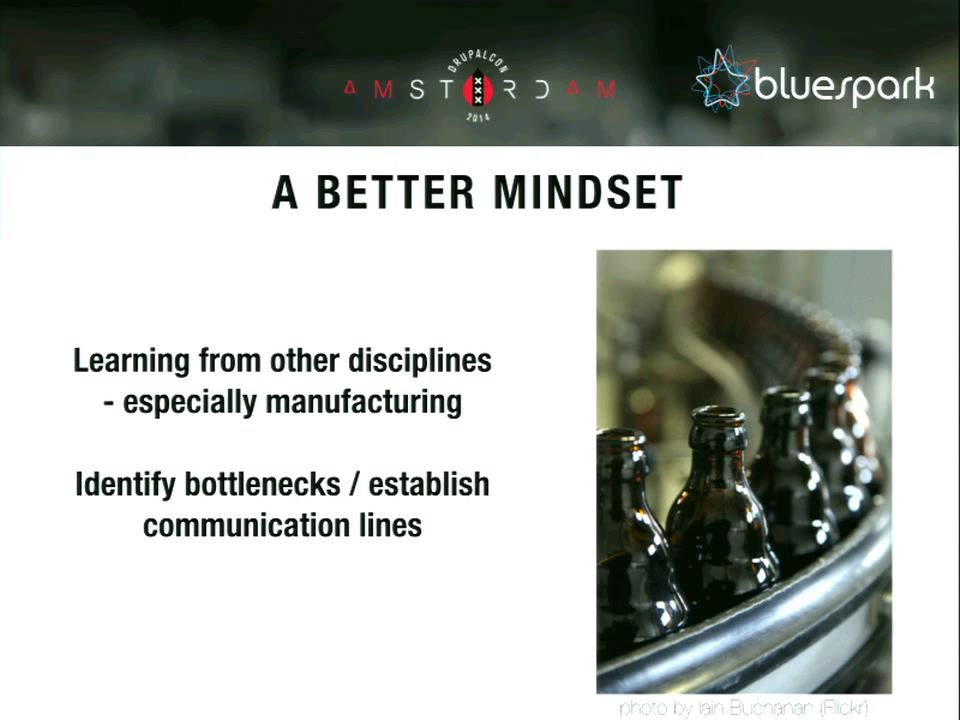 DRUPALCON
AMSTERDAM
2014
bluespark
A BETTER MINDSET
Learning from other disciplines
- especially manufacturing
Identify bottlenecks / establish
communication lines
photo by Iain Buchanan (Flickr)